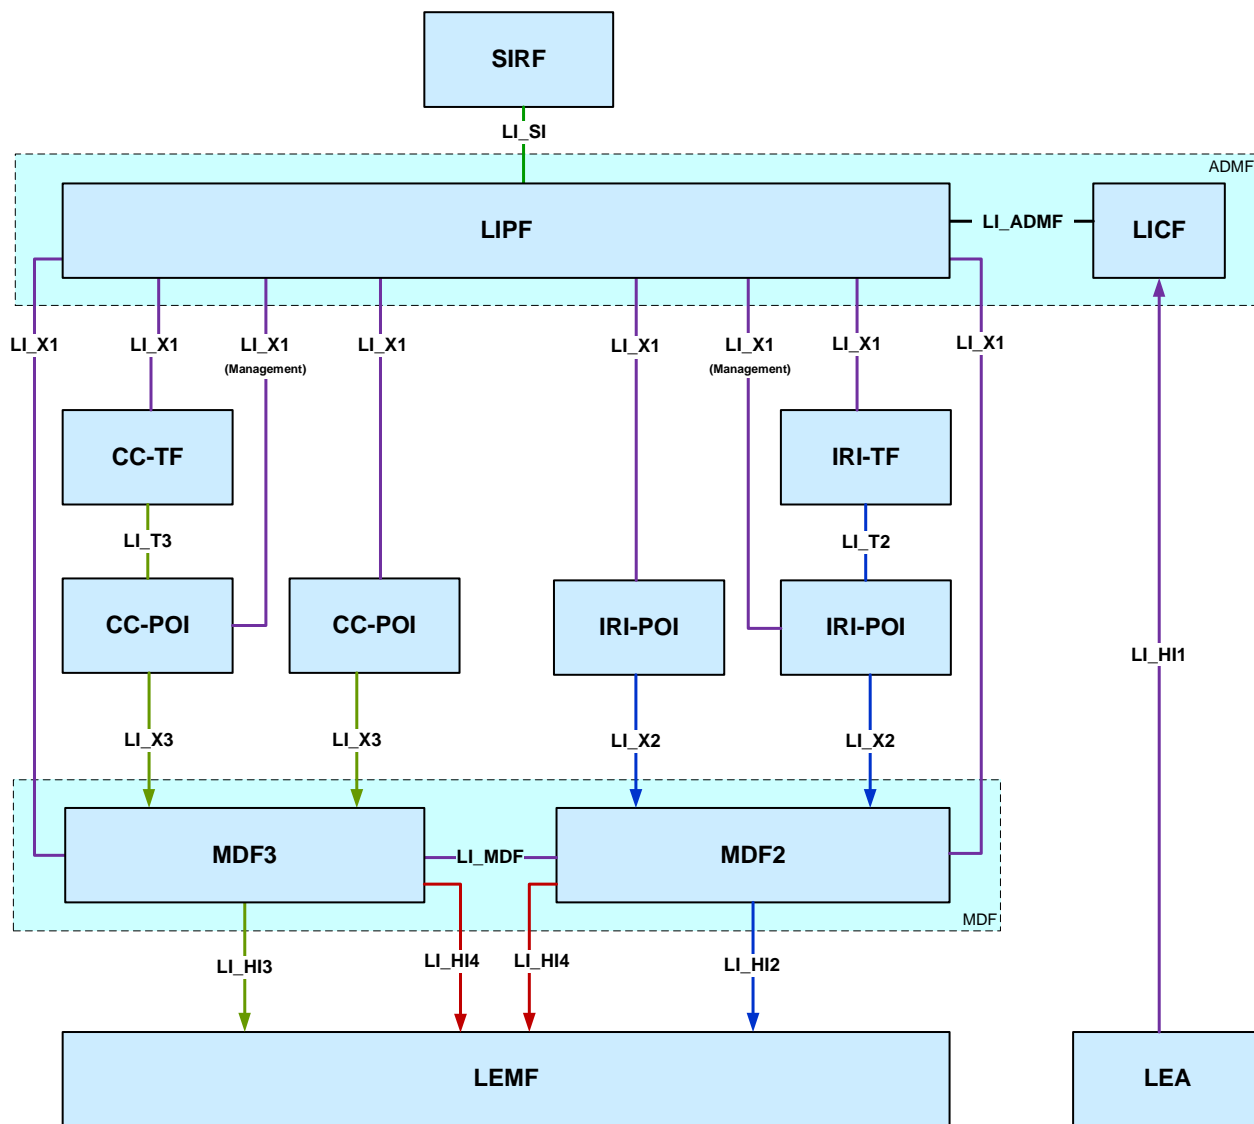 SIRF
LI_SI
ADMF
LIPF
LI_ADMF
LICF
LI_X1
LI_X1
LI_X1
(Management)
LI_X1
LI_X1
LI_X1
(Management)
LI_X1
LI_X1
CC-TF
IRI-TF
LI_T3
LI_T2
CC-POI
CC-POI
IRI-POI
IRI-POI
LI_HI1
LI_X3
LI_X3
LI_X2
LI_X2
MDF3
LI_MDF
MDF2
MDF
LI_HI3
LI_HI4
LI_HI4
LI_HI2
LEMF
LEA